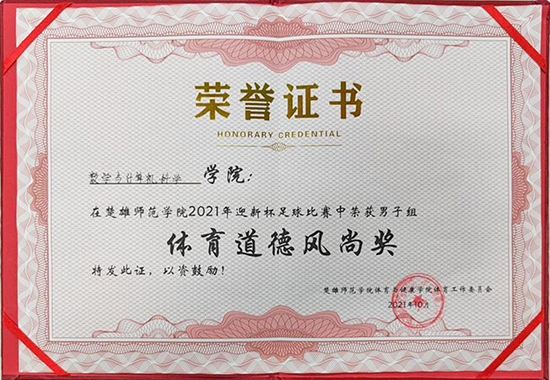 荣誉证书
HONORARY CREDENTIAL
数学与计算机科学学院：
在楚雄师范学院2021年迎新杯足球比赛中荣获男子组
体育道德风尚奖
特发此证，以资鼓励！
楚雄师范学院体育与健康学院体育工作委员会
2021年10月